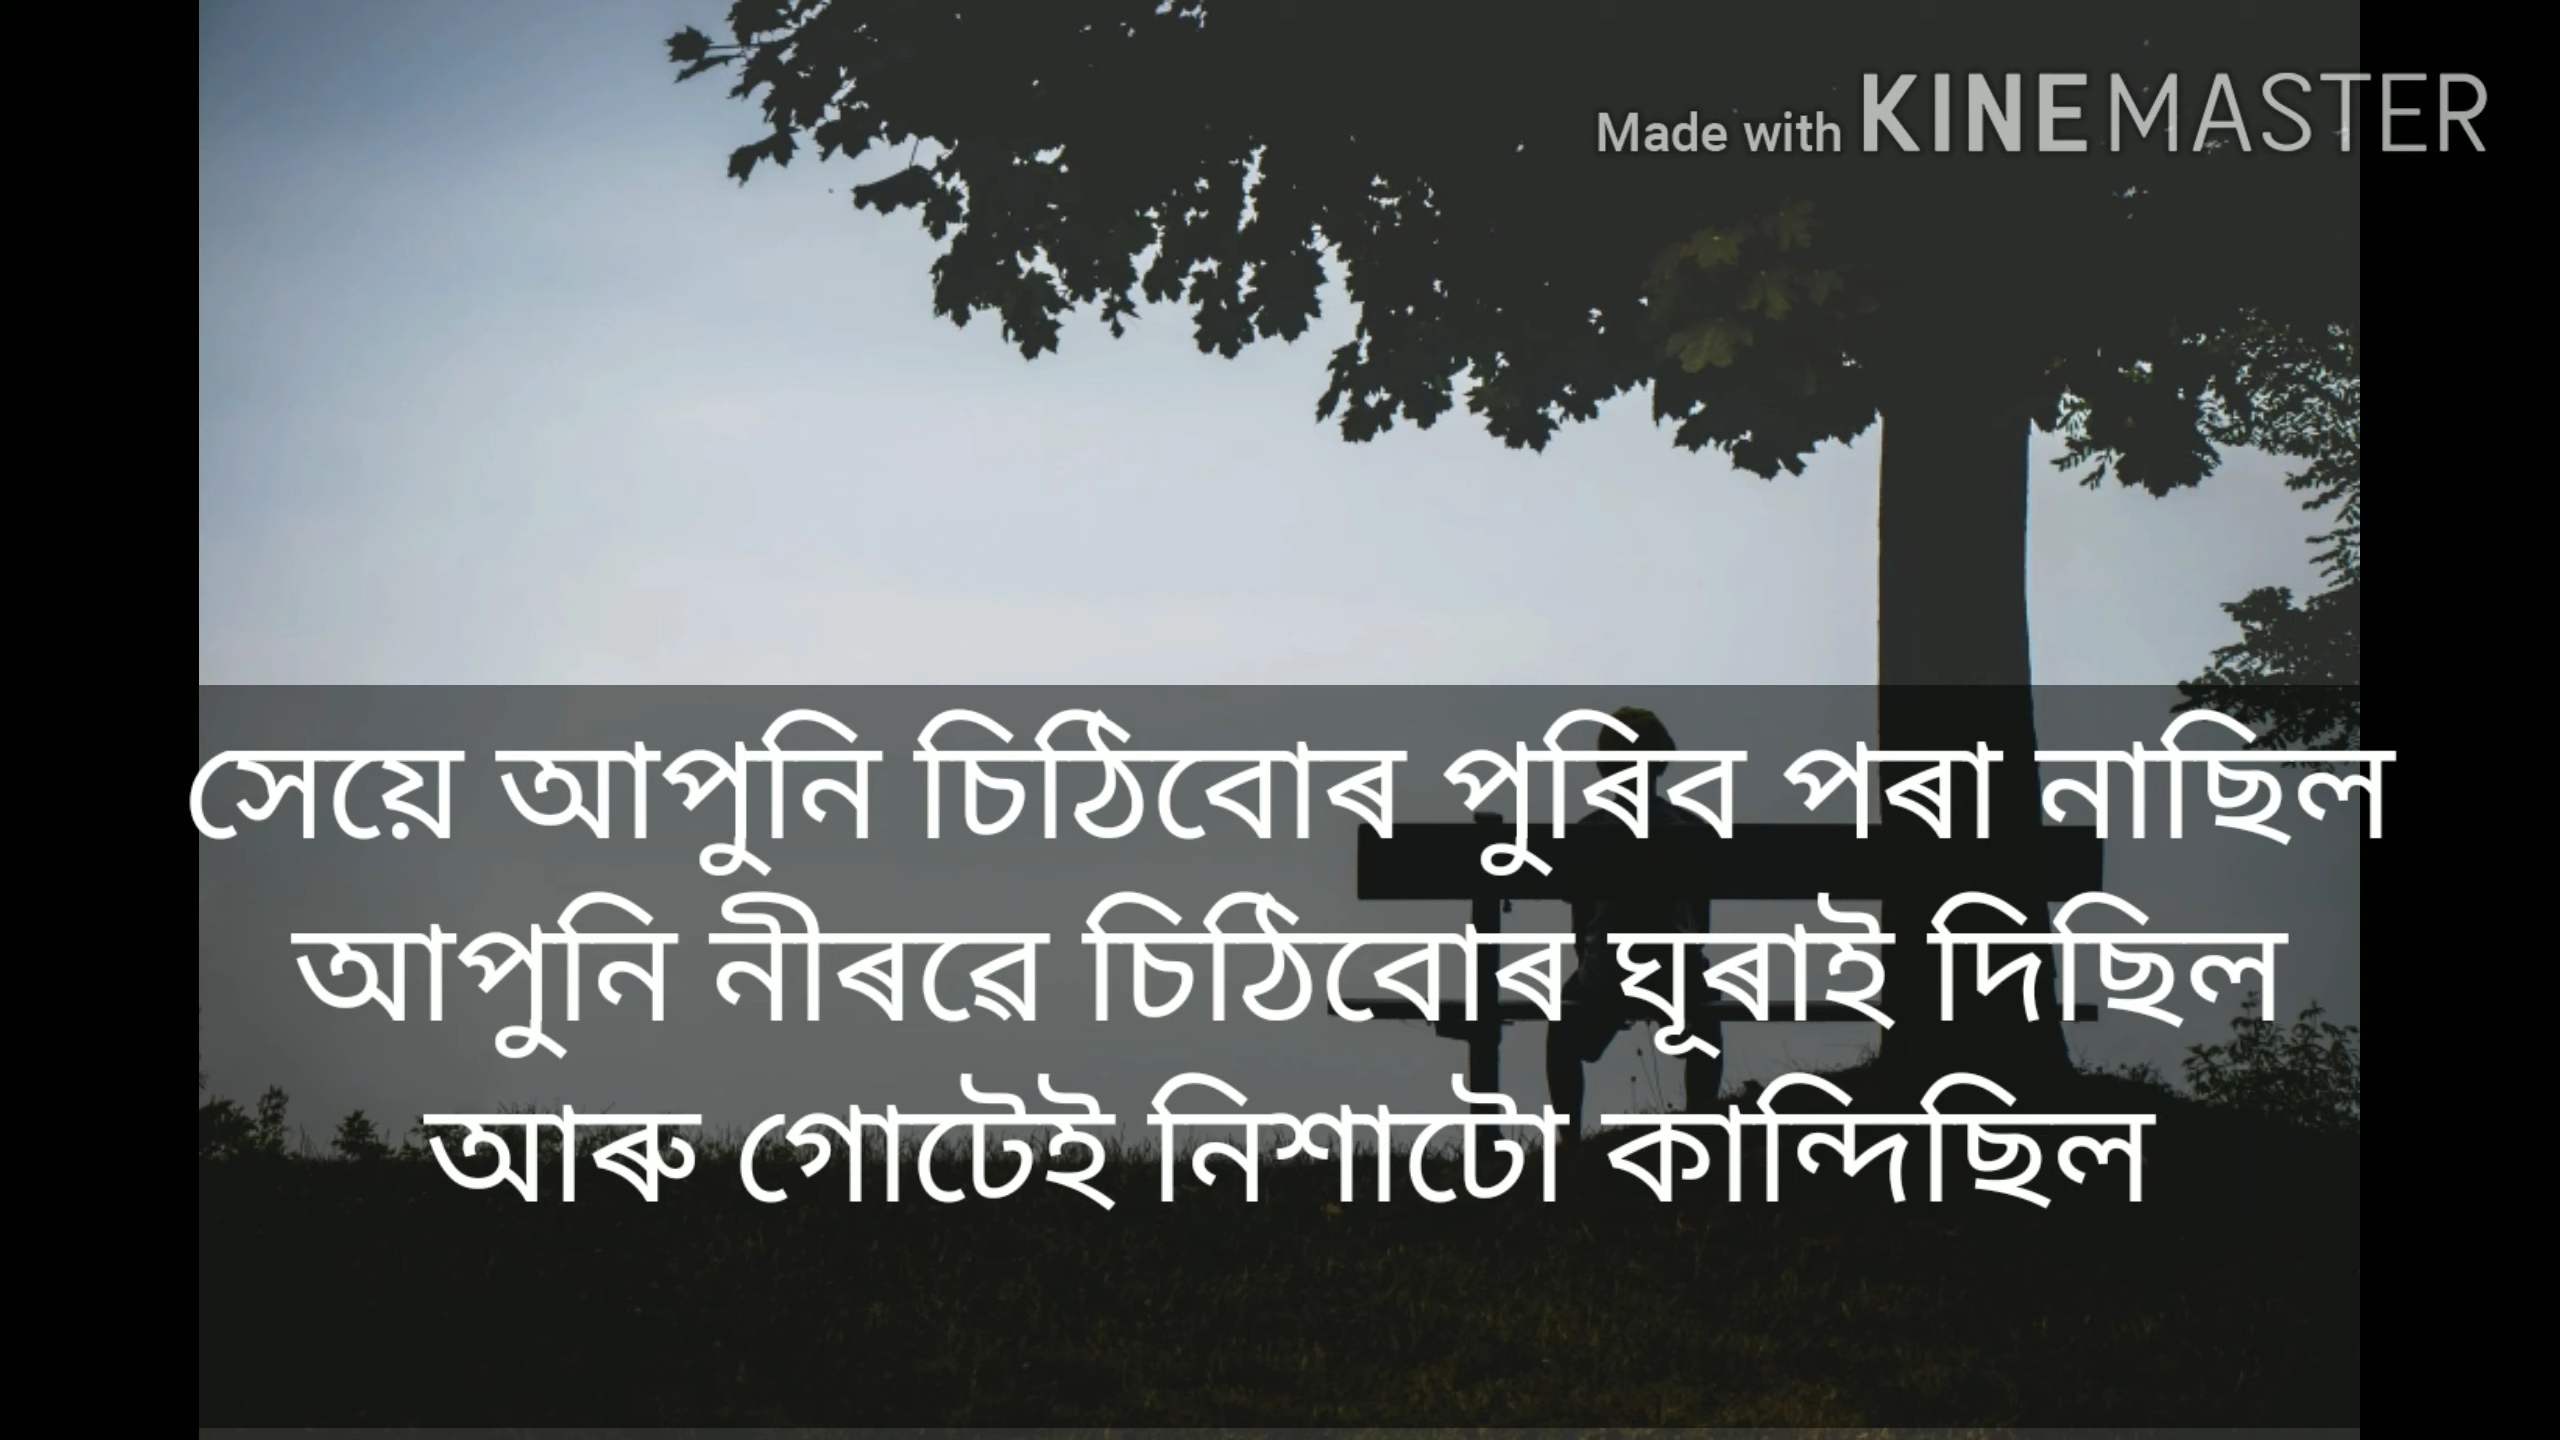 Made with KINEMASTER
সেয়ে আপুনি চিঠিবোৰ পুৰিব পৰা নাছিল
আপুনি নীৰৱে চিঠিবোৰ ঘূৰাই দিছিল
আৰু গোটেই নিশাটো কান্দিছিল